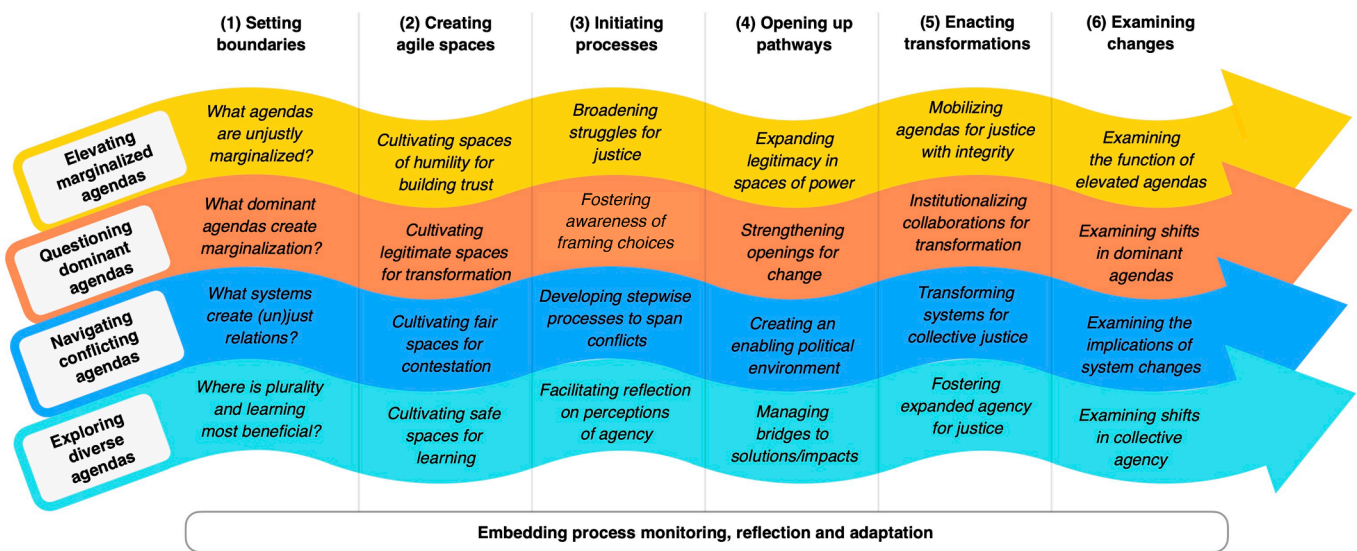 (1) Setting
boundaries
(2) Creating
agile spaces
(3) Initiating
processes
(4) Opening up
pathways
(5) Enacting
transformations
(6) Examining
changes
Elevating
marginalized
agendas
What agendas
are unjustly
marginalized?
Cultivating spaces
of humility for
building trust
Broadening
struggles for
justice
Expanding
legitimacy in
spaces of power
Mobilizing
agendas for justice
with integrity
Examining
the function of
elevated agendas
Questioning
dominant
agendas
What dominant
agendas create
marginalization?
Cultivating
legitimate spaces
for transformation
Fostering
awareness of
framing choices
Strengthening
openings for
change
Institutionalizing
collaborations for
transformation
Examining shifts
in dominant
agendas
Navigating
conflicting
agendas
What systems
create (un)just
relations?
Cultivating fair
spaces for
contestation
Developing stepwise
processes to span
conflicts
Creating an
enabling political
environment
Transforming
systems for
collective justice
Examining the
implications of
system changes
Exploring
diverse
agendas
Where is plurality
and learning
most beneficial?
Cultivating safe
spaces for
learning
Facilitating reflection
on perceptions
of agency
Managing
bridges to
solutions/impacts
Fostering
expanded agency
for justice
Examining shifts
in collective
agency
Embedding process monitoring, reflection and adaptation